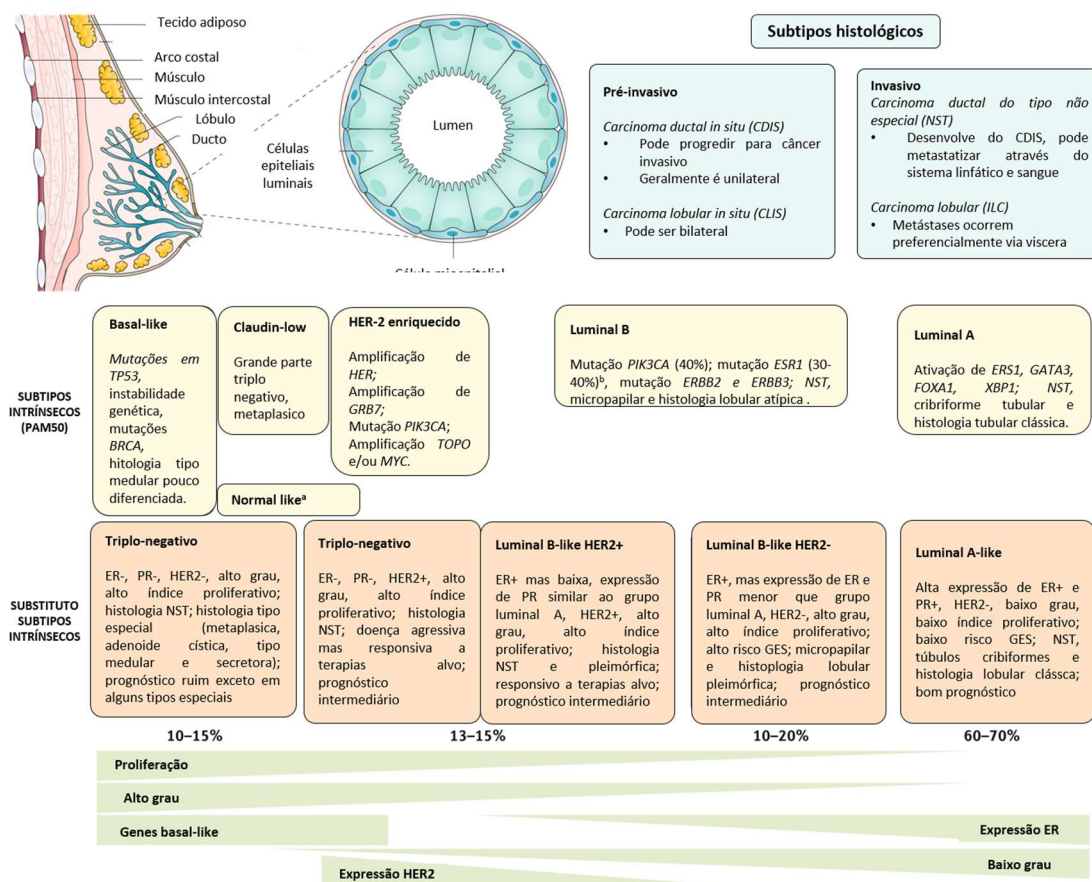 Tecido adiposo
Arco costal
Músculo
Músculo intercostal
Lóbulo
Ducto
Células
epiteliais
luminais
Lumen
Subtipos histológicos
Pré-invasivo
Carcinoma ductal in situ (CDIS)
• Pode progredir para câncer
invasivo
• Geralmente é unilateral
Carcinoma lobular in situ (CLIS)
• Pode ser bilateral
Invasivo
Carcinoma ductal do tipo não
especial (NST)
• Desenvolve do CDIS, pode
metastatizar através do
sistema linfático e sangue
Carcinoma lobular (ILC)
• Metástases ocorrem
preferencialmente via viscera
SUBTIPOS
INTRÍNSECOS
(PAM50)
Basal-like
Mutações em
TP53,
instabilidade
genética,
mutações
BRCA,
hitologia tipo
medular pouco
diferenciada.
Claudin-low
Grande parte
triplo
negativo,
metaplasico
Normal likeª
HER-2 enriquecido
Amplificação de
HER;
Amplificação de
GRB7;
Mutação PIK3CA;
Amplificação TOPO
e/ou MYC.
Luminal B
Mutação PIK3CA (40%); mutação ESR1 (30-
40%)ᵇ, mutação ERBB2 e ERBB3; NST,
micropapilar e histologia lobular atípica .
Luminal A
Ativação de ERS1, GATA3,
FOXA1, XBP1; NST,
cribriforme tubular e
histologia tubular clássica.
SUBSTITUTO
SUBTIPOS
INTRÍNSECOS
Triplo-negativo
ER-, PR-, HER2-, alto grau,
alto índice proliferativo;
histologia NST; histologia tipo
especial (metaplasica,
adenoide cística, tipo
medular e secretora);
prognóstico ruim exceto em
alguns tipos especiais
Triplo-negativo
ER-, PR-, HER2+, alto
grau, alto índice
proliferativo; histologia
NST; doença agressiva
mas responsiva a
terapias alvo;
prognóstico
intermediário
Luminal B-like HER2+
ER+ mas baixa, expressão
de PR similar ao grupo
luminal A, HER2+, alto
grau, alto índice
proliferativo; histologia
NST e pleimórfica;
responsivo a terapias alvo;
prognóstico intermediário
Luminal B-like HER2-
ER+, mas expressão de ER e
PR menor que grupo
luminal A, HER2-, alto grau,
alto índice proliferativo;
alto risco GES; micropapilar
e histoplogia lobular
pleimórfica; prognóstico
intermediário
Luminal A-like
Alta expressão de ER+ e
PR+, HER2-, baixo grau,
baixo índice proliferativo;
baixo risco GES; NST,
túbulos cribiformes e
histologia lobular clássca;
bom prognóstico
10–15%
13–15%
10–20%
60–70%
Proliferação
Alto grau
Genes basal-like
Expressão ER
Baixo grau
Expressão HER2